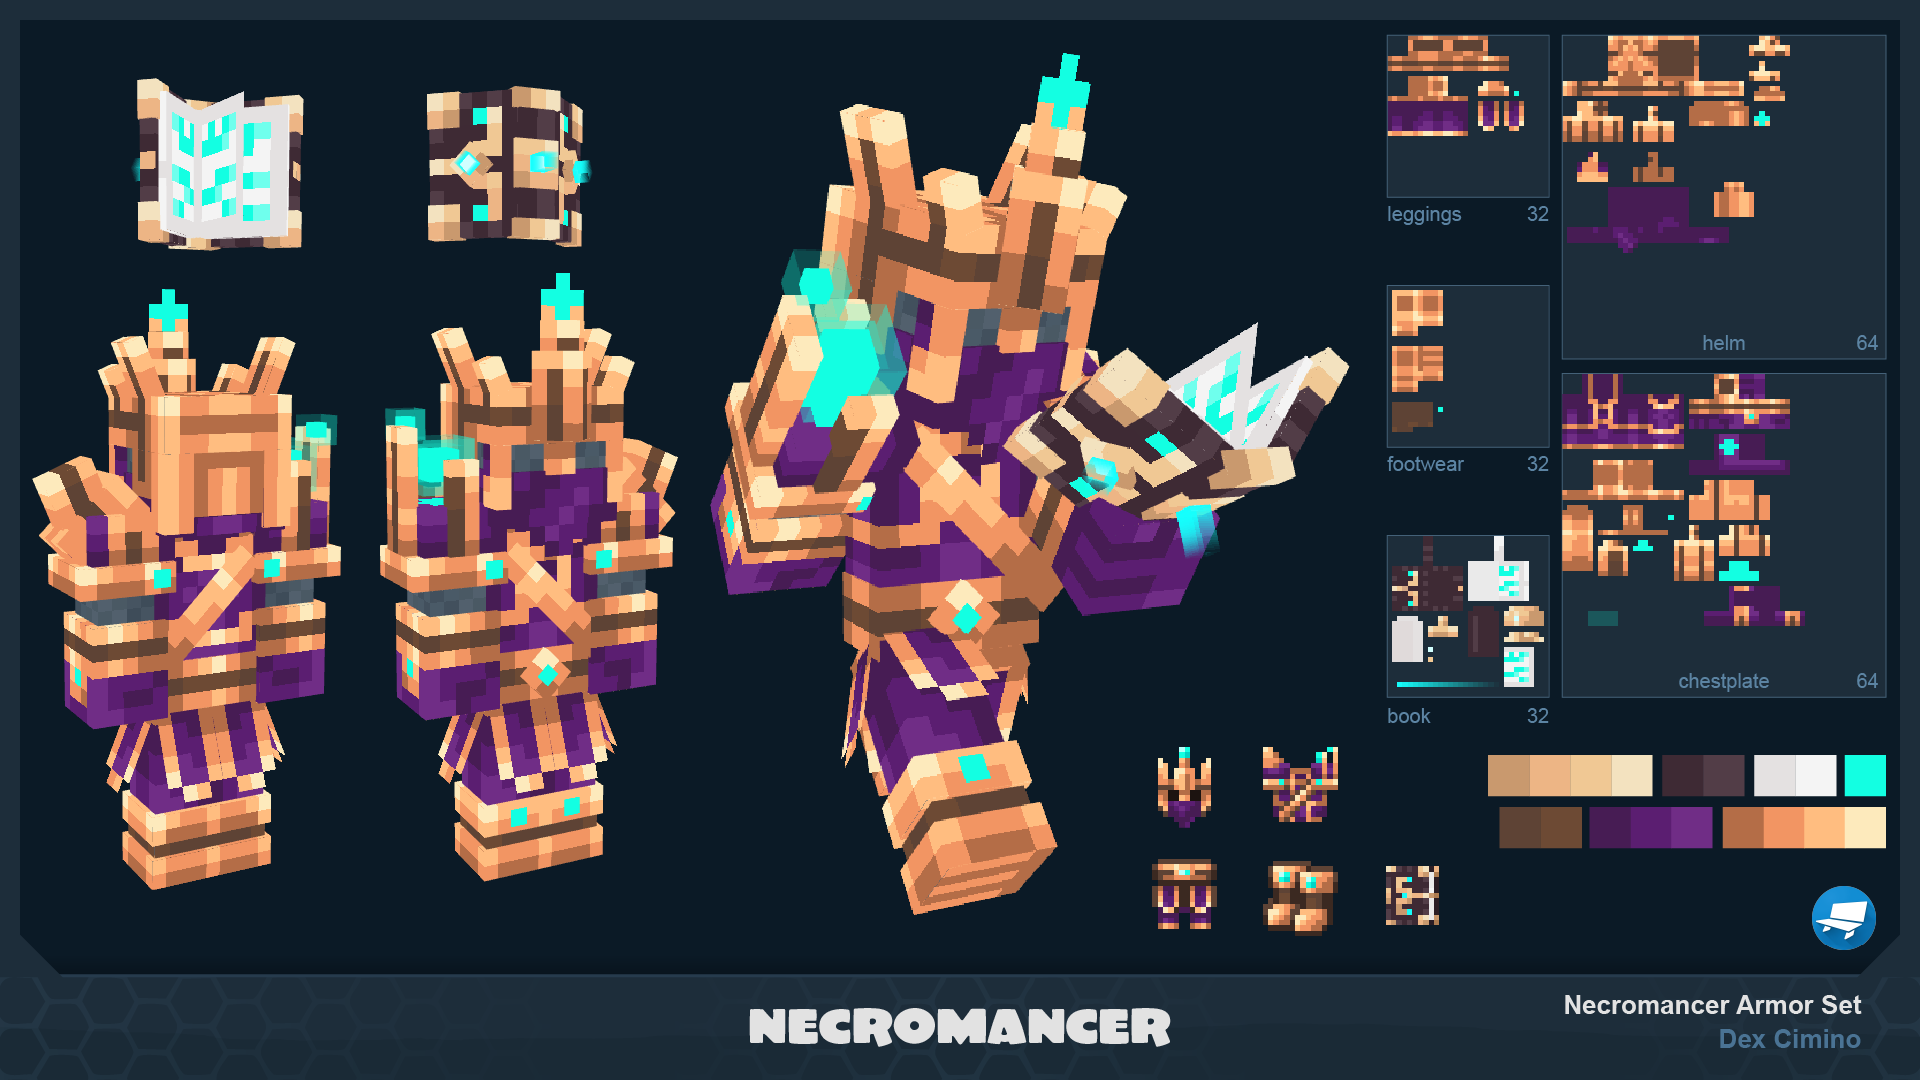 leggings 32
helm 64
footwear 32
chestplate 64
book 32
NECROMANCER
Necromancer Armor Set
Dex Cimino